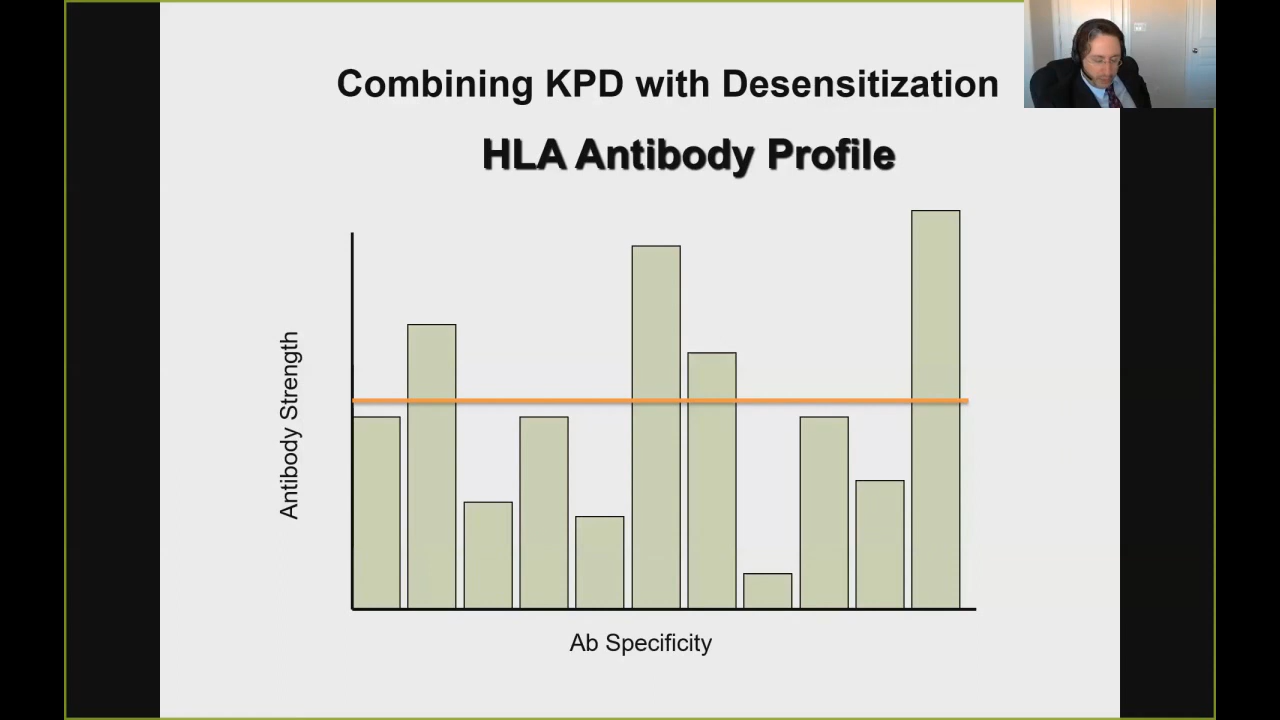 Combining KPD with Desensitization
HLA Antibody Profile
Antibody Strength
Ab Specificity